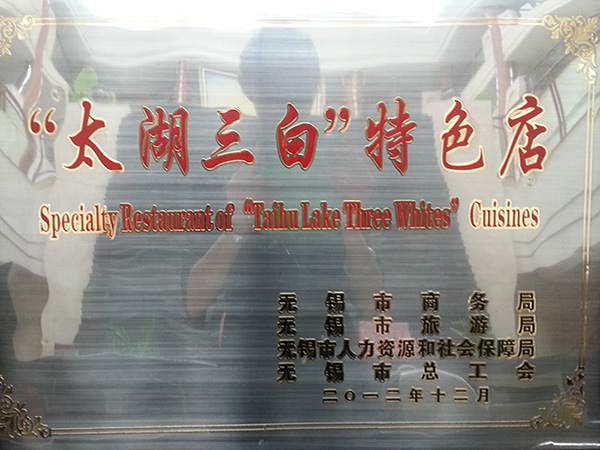 “太湖三白”特色店
Specialty Restaurant of “Taihu Lake Three Whites” Cuisines
无锡市商务局
无锡市旅游局
无锡市人力资源和社会保障局
无锡市总工会
二〇一二年十二月